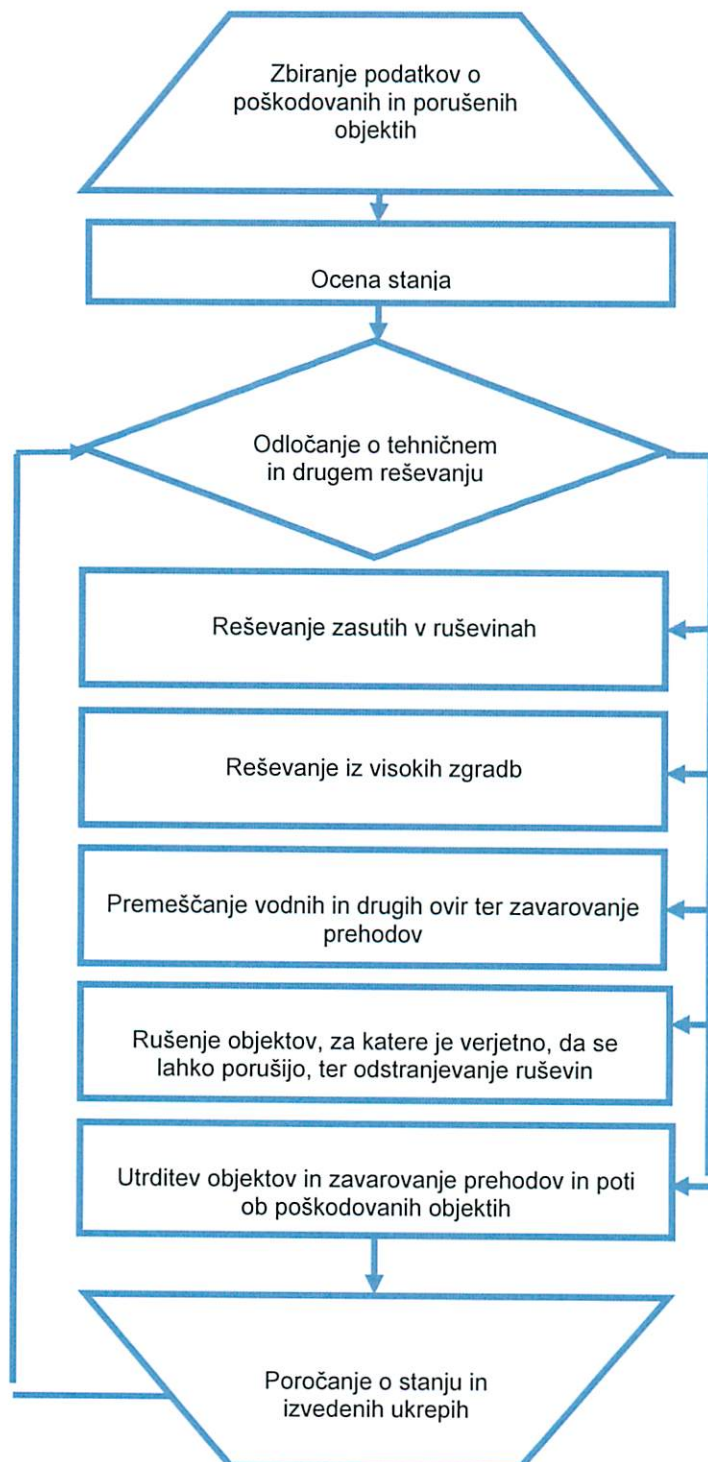 Zbiranje podatkov o
poškodovanih in porušenih
objektih
Ocena stanja
Odločanje o tehničnem
in drugem reševanju
Reševanje zasutih v ruševinah
Reševanje iz visokih zgradb
Premeščanje vodnih in drugih ovir ter zavarovanje
prehodov
Rušenje objektov, za katere je verjetno, da se
lahko porušijo, ter odstranjevanje ruševin
Utrditev objektov in zavarovanje prehodov in poti
ob poškodovanih objektih
Poročanje o stanju in
izvedenih ukrepih